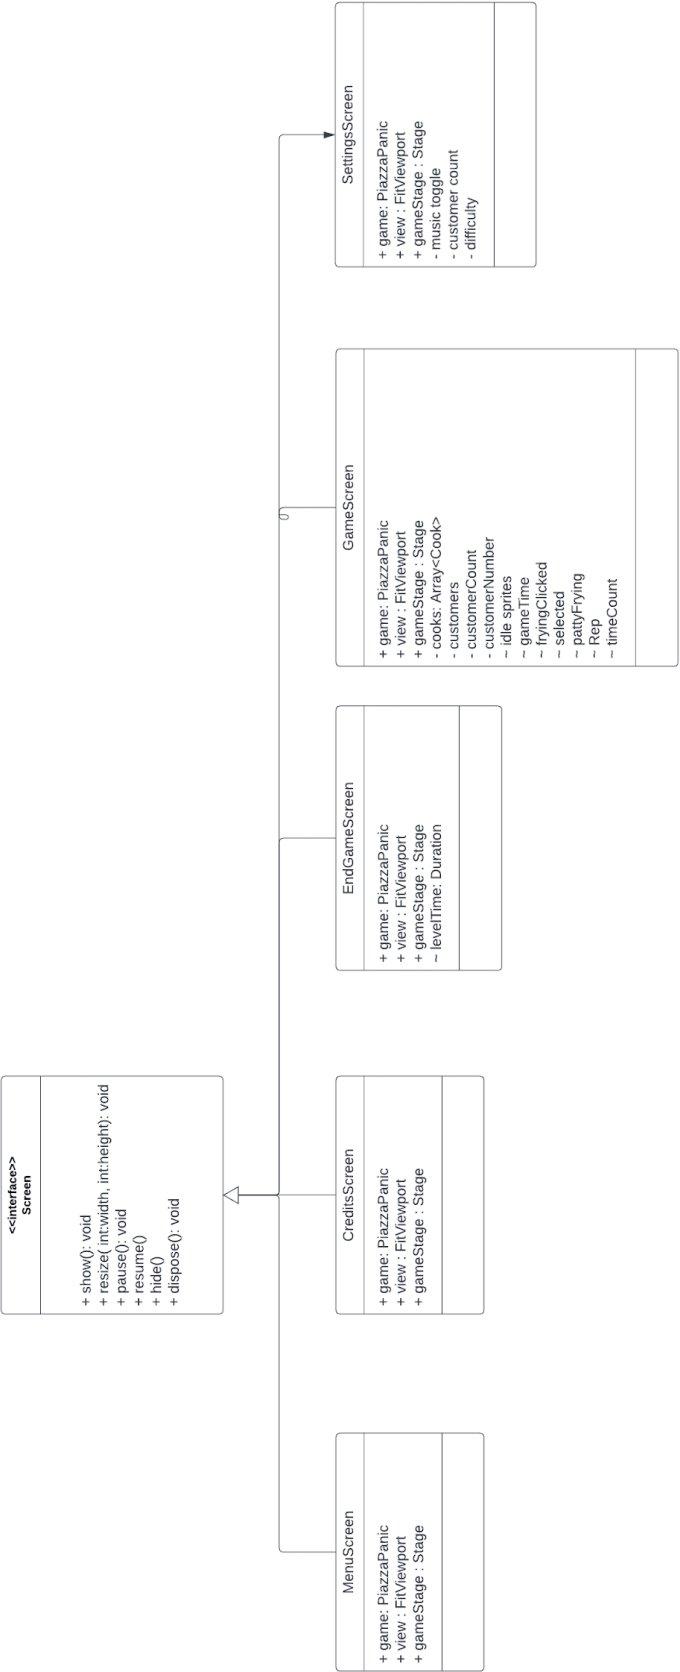 <<interface>>
Screen
+ show(): void
+ resize( int:width, int:height): void
+ pause(): void
+ resume()
+ hide()
+ dispose(): void
MenuScreen
+ game: PiazzaPanic
+ view : FitViewport
+ gameStage : Stage
CreditsScreen
+ game: PiazzaPanic
+ view : FitViewport
+ gameStage : Stage
EndGameScreen
+ game: PiazzaPanic
+ view : FitViewport
+ gameStage : Stage
~ levelTime: Duration
GameScreen
+ game: PiazzaPanic
+ view : FitViewport
+ gameStage : Stage
- cooks: Array<Cook>
- customers
- customerCount
- customerNumber
~ idle sprites
~ gameTime
~ fryingClicked
~ selected
~ pattyFrying
~ Rep
~ timeCount
SettingsScreen
+ game: PiazzaPanic
+ view : FitViewport
+ gameStage : Stage
- music toggle
- customer count
- difficulty